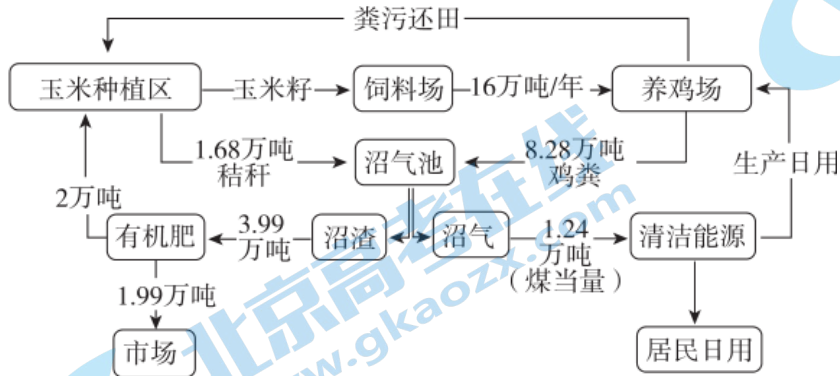 粪污还田
玉米种植区
玉米籽
饲料场
16万吨/年
养鸡场
1.68万吨
秸秆
沼气池
8.28万吨
鸡粪
生产日用
2万吨
有机肥
3.99
万吨
沼渣
沼气
1.24
万吨
(煤当量)
清洁能源
1.99万吨
市场
居民日用
北京高考在线
www.gkaozx.com